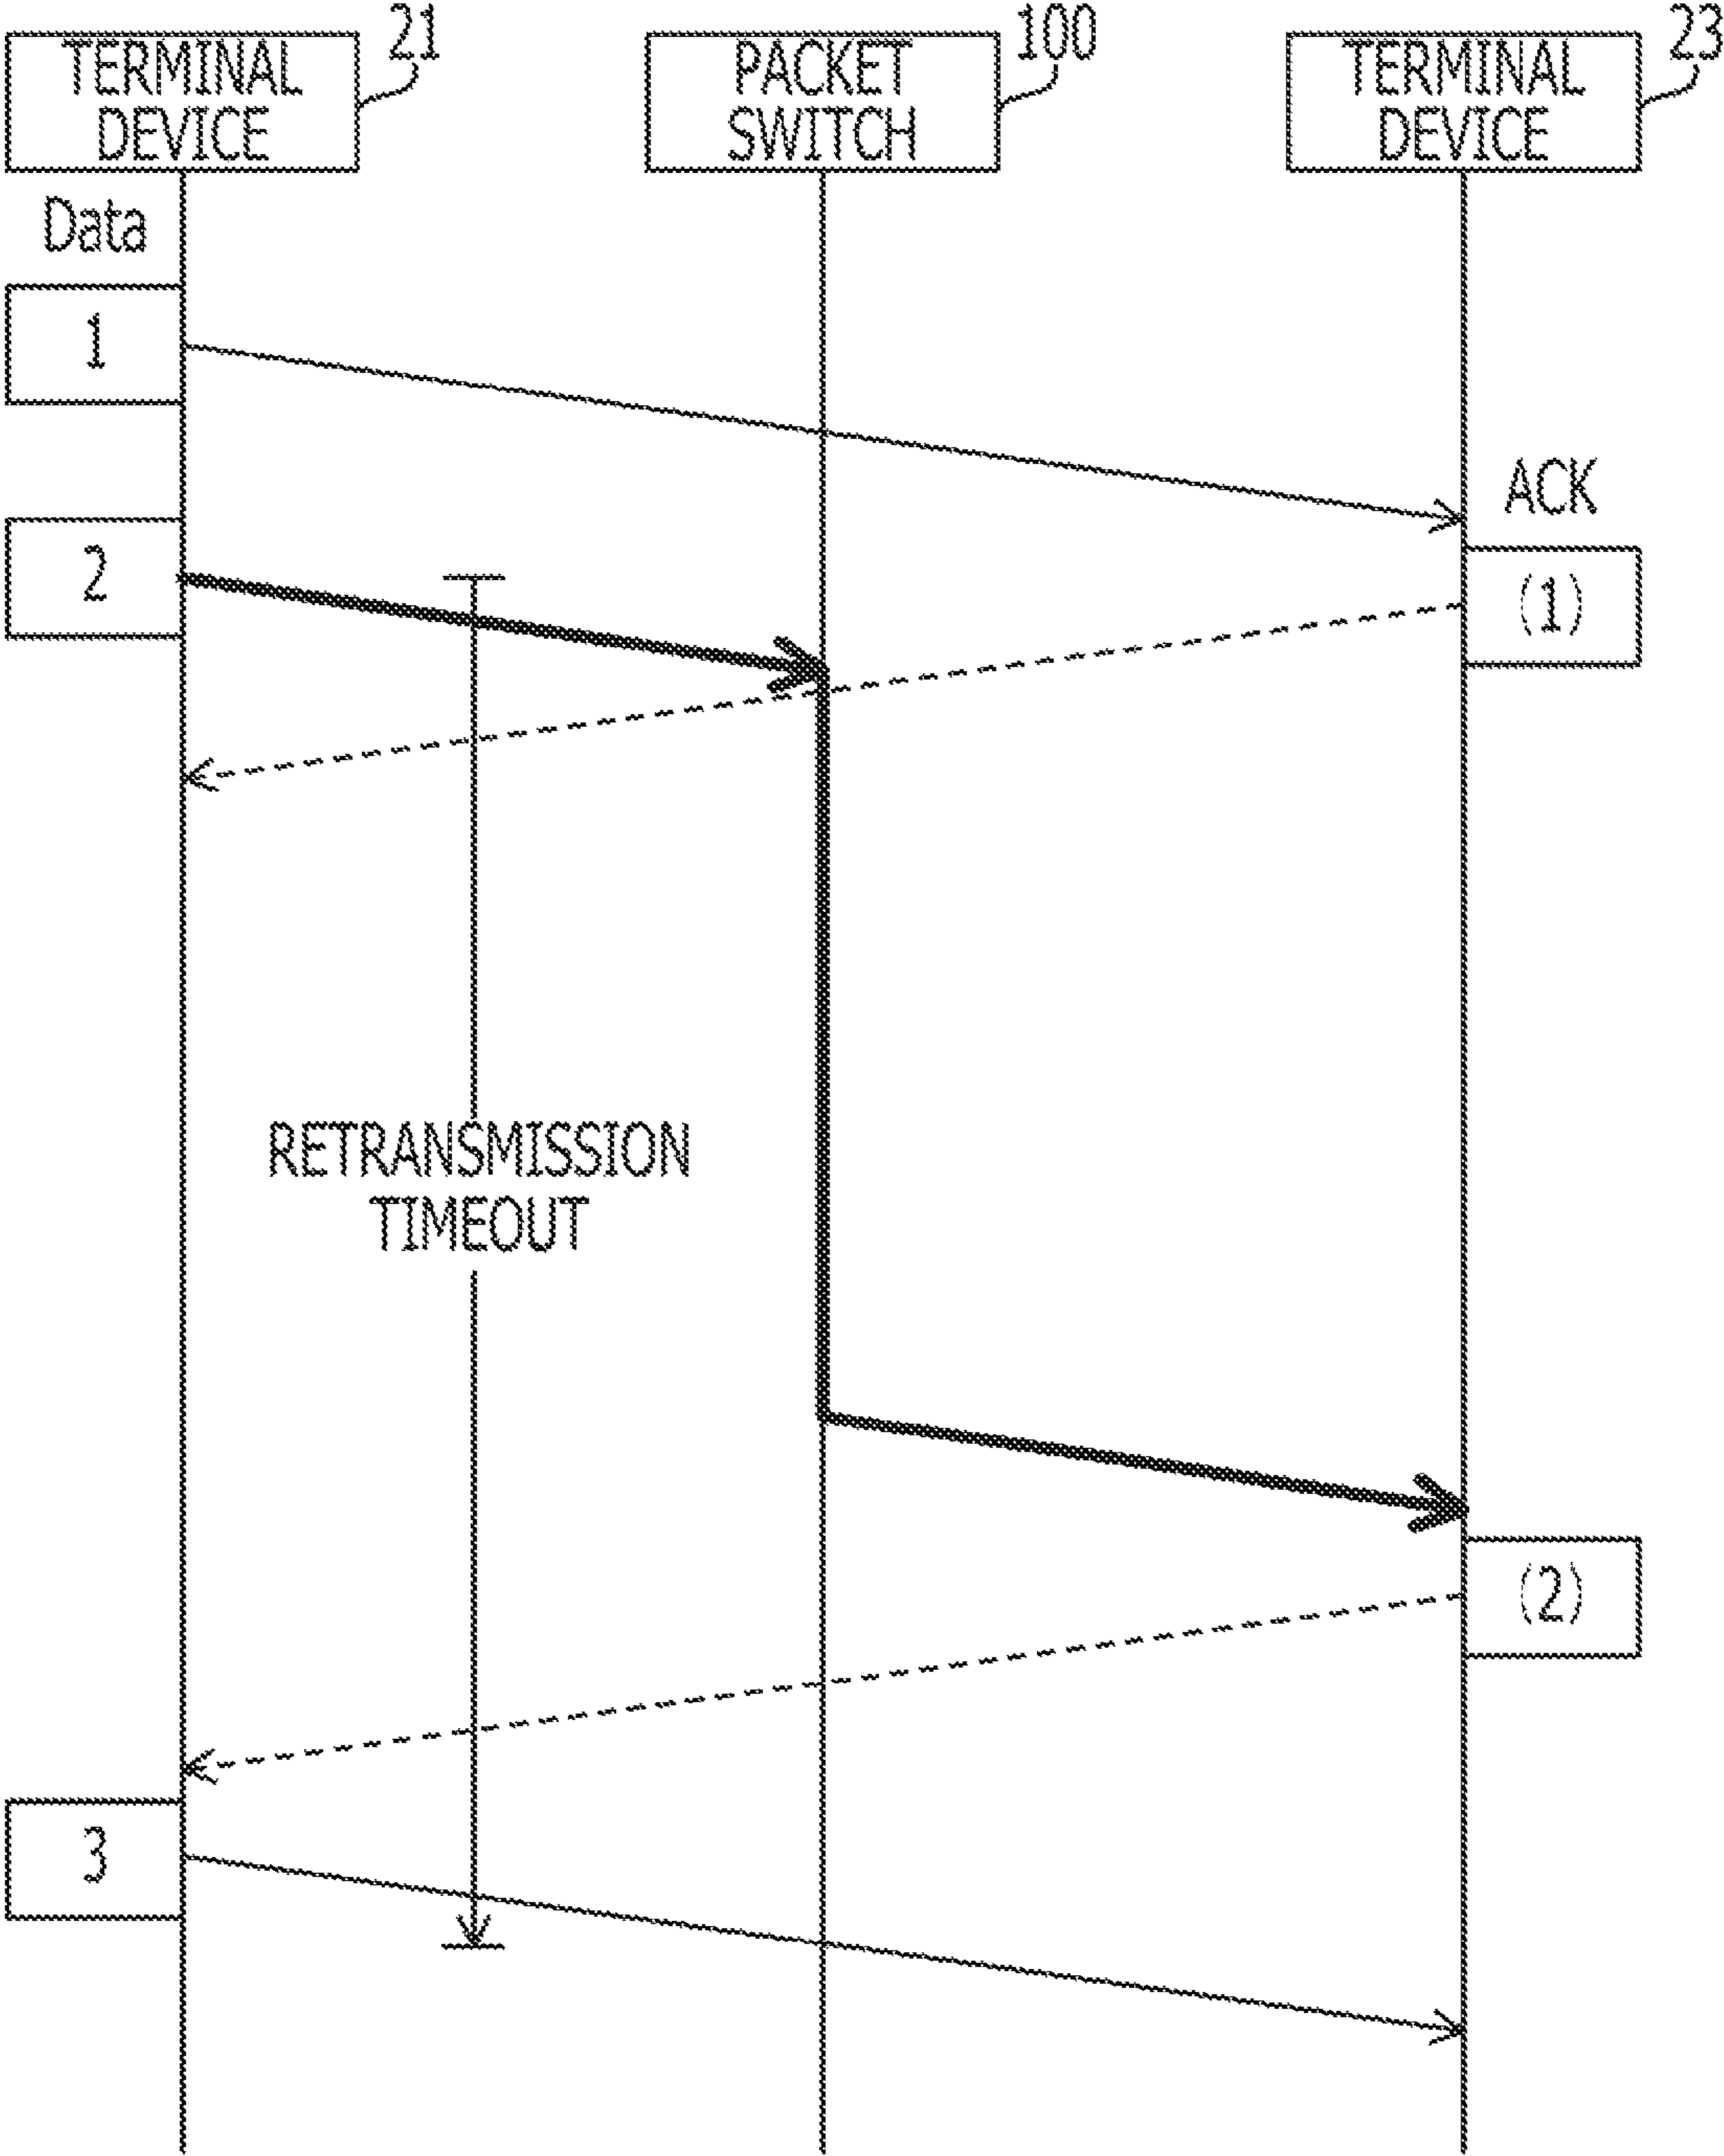 21
100
23
TERMINAL
DEVICE
PACKET
SWITCH
TERMINAL
DEVICE
Data
1
ACK
2
(1)
RETRANSMISSION
TIMEOUT
(2)
3